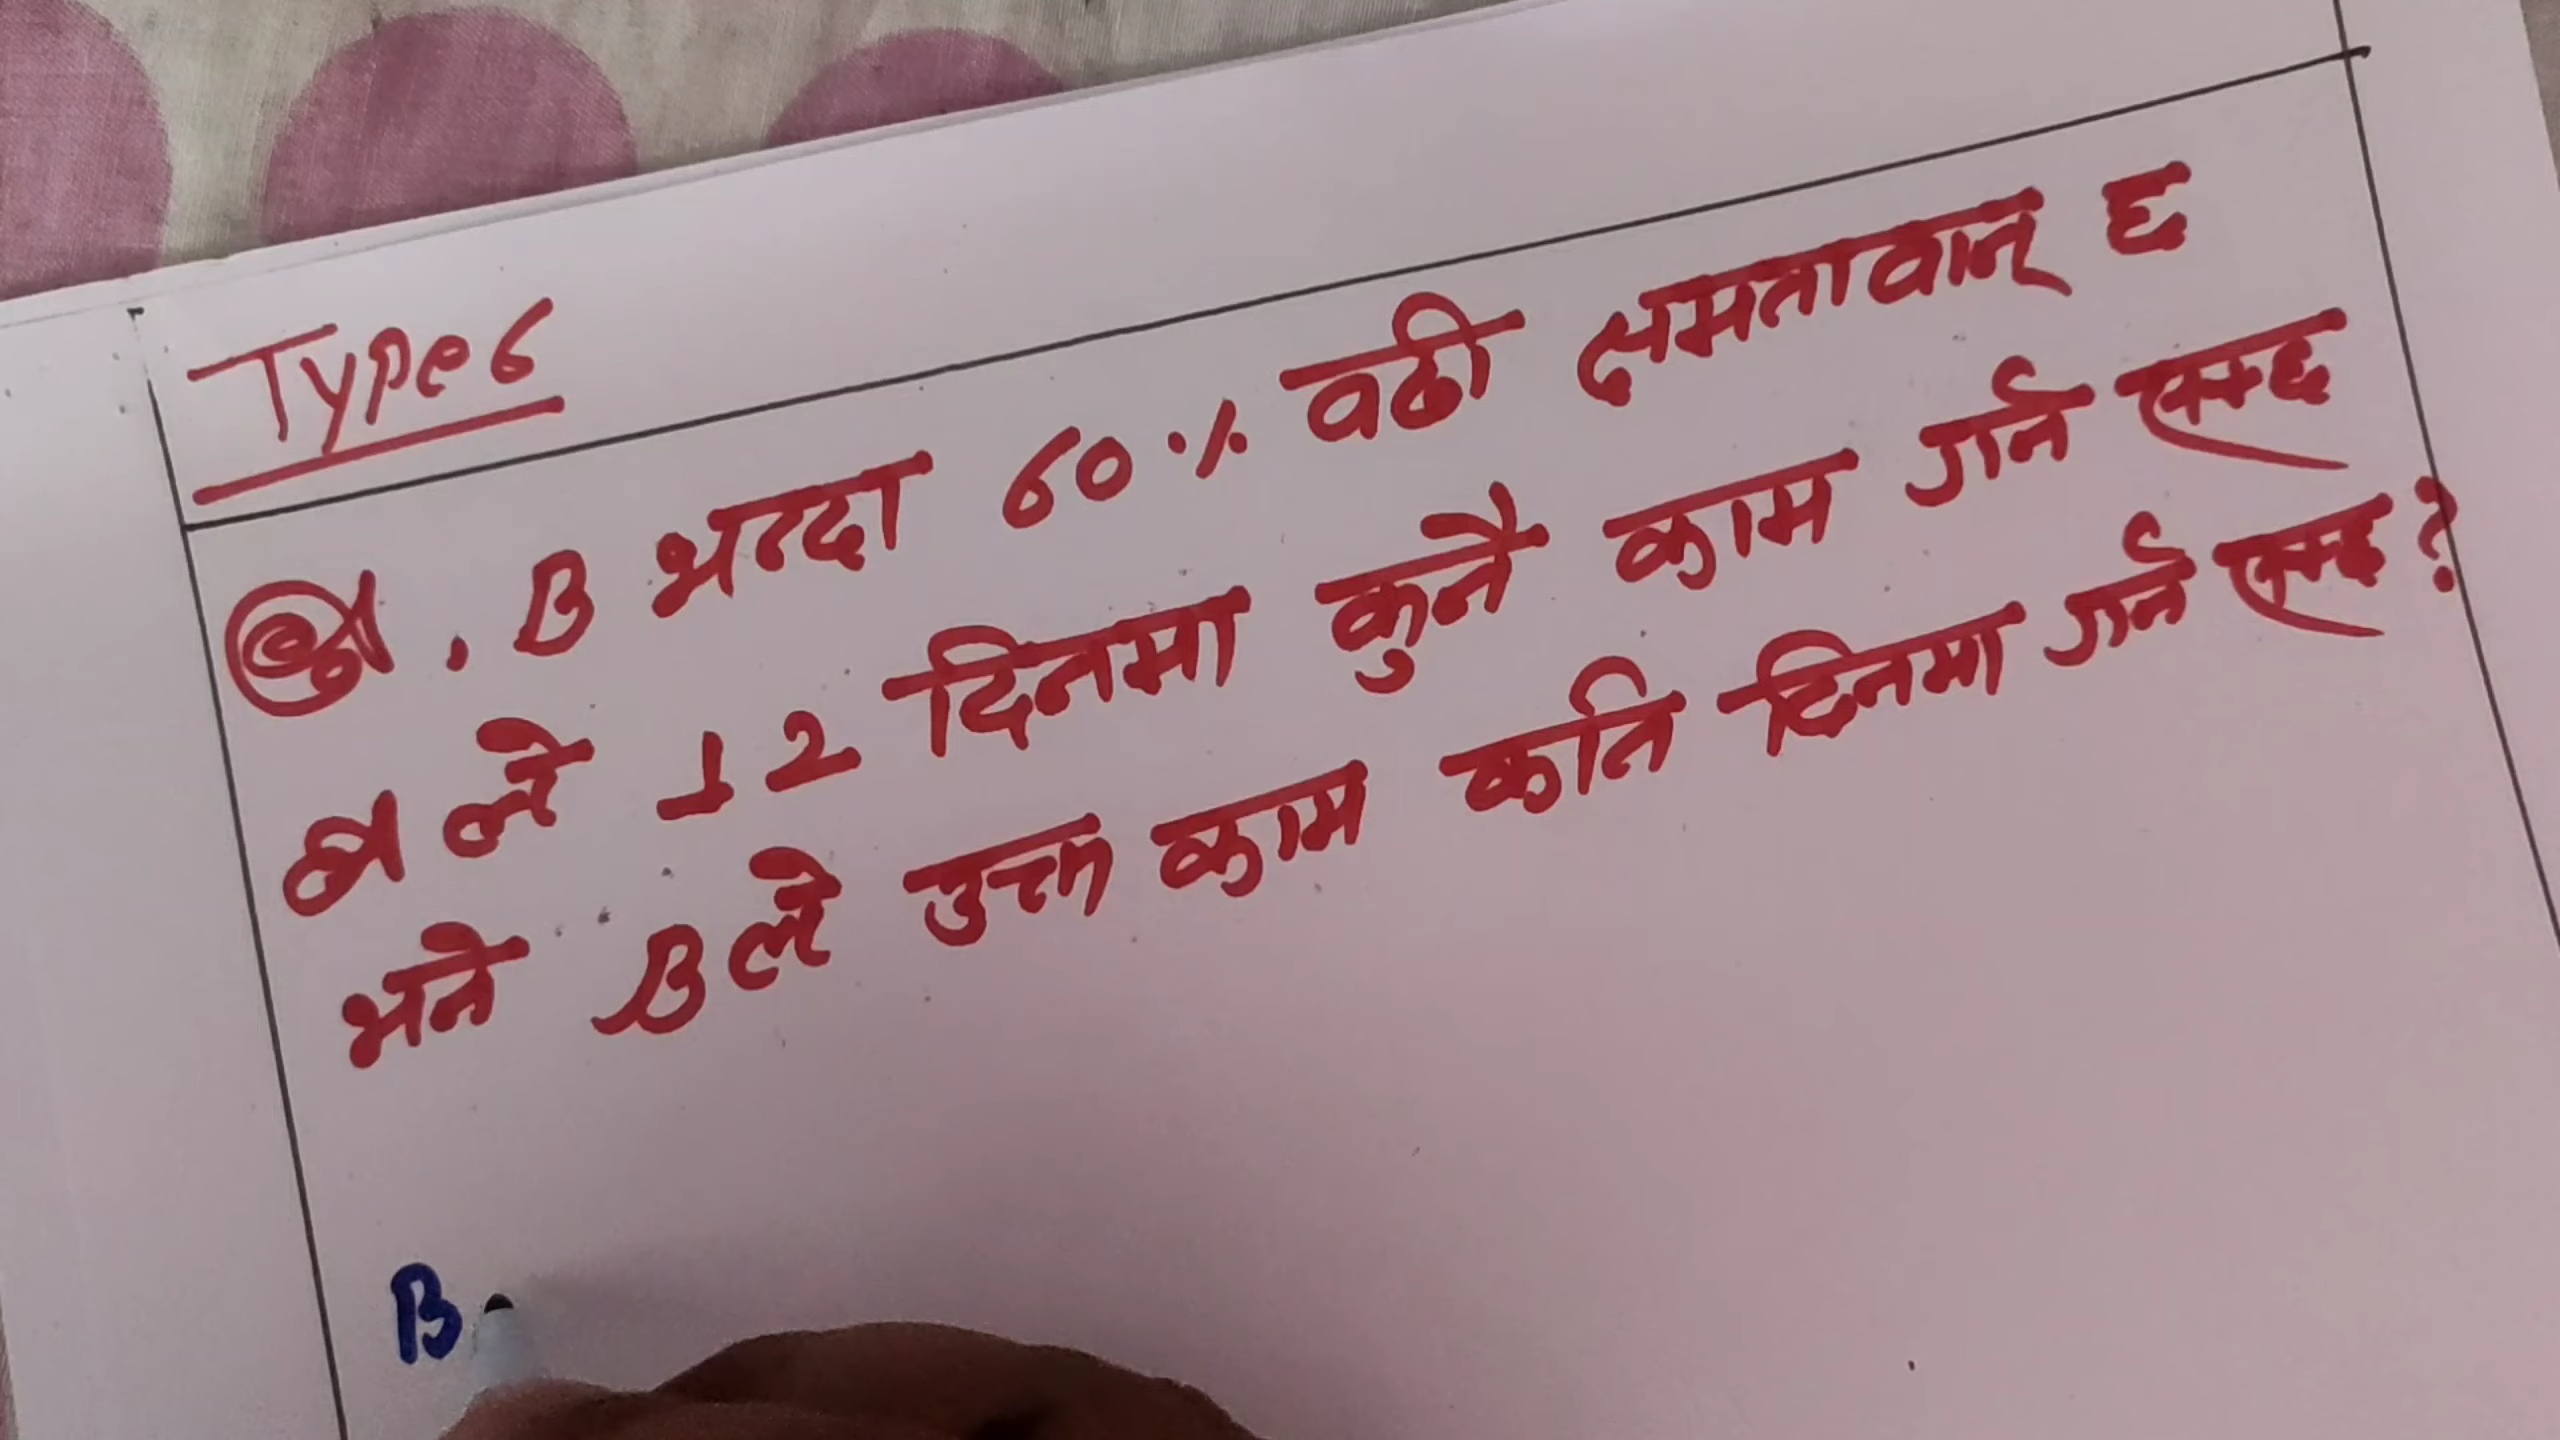 Type 6
A, B भन्दा 60% बढी क्षमतावान् छ
A ले 12 दिनमा कुनै काम गर्न सक्छ
भने B ले उक्त काम कति दिनमा गर्न सक्छ ?
B